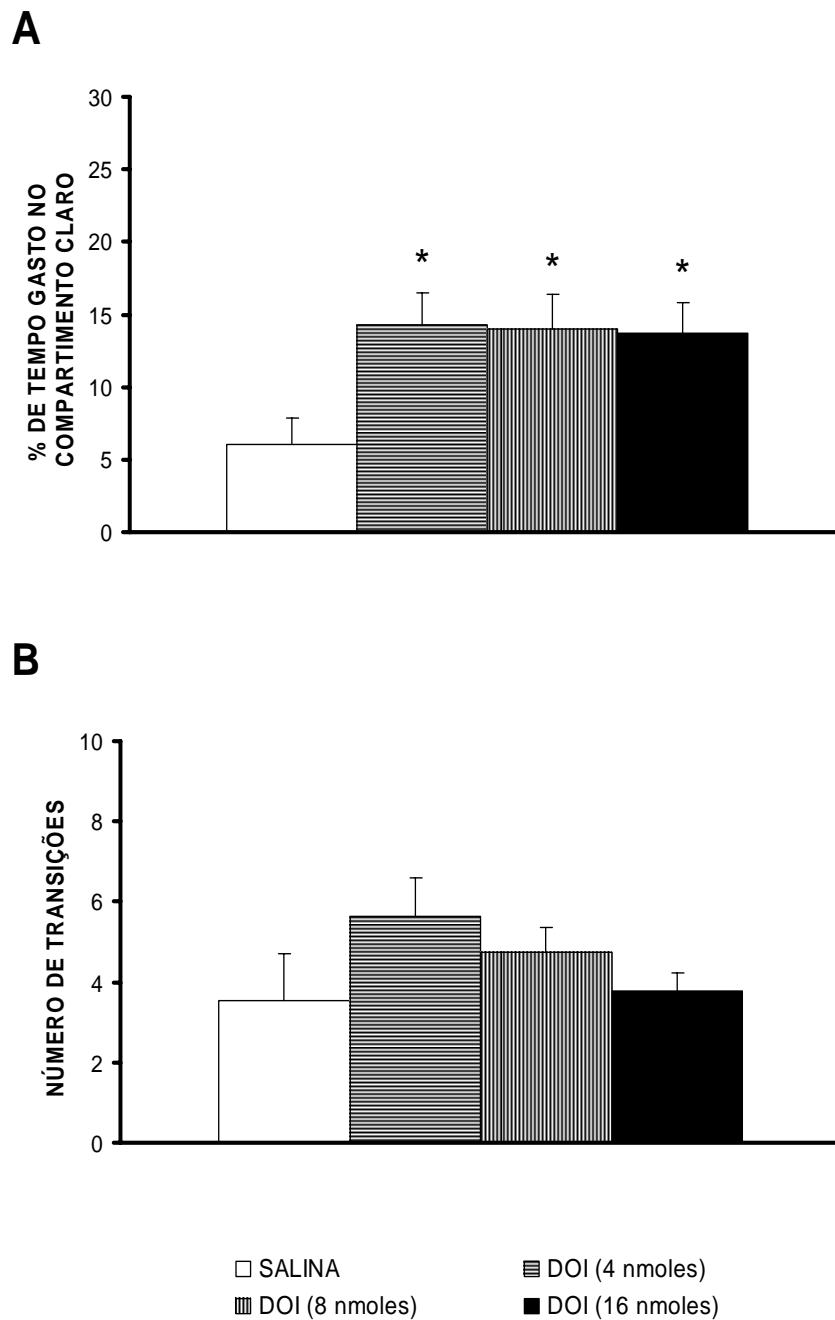 A
30
25
20
15
10
5
0
% DE TEMPO GASTO NO
COMPARTIMENTO CLARO
*
*
*
B
10
8
6
4
2
0
NÚMERO DE TRANSIÇÕES
SALINA
DOI (4 nmoles)
DOI (8 nmoles)
DOI (16 nmoles)